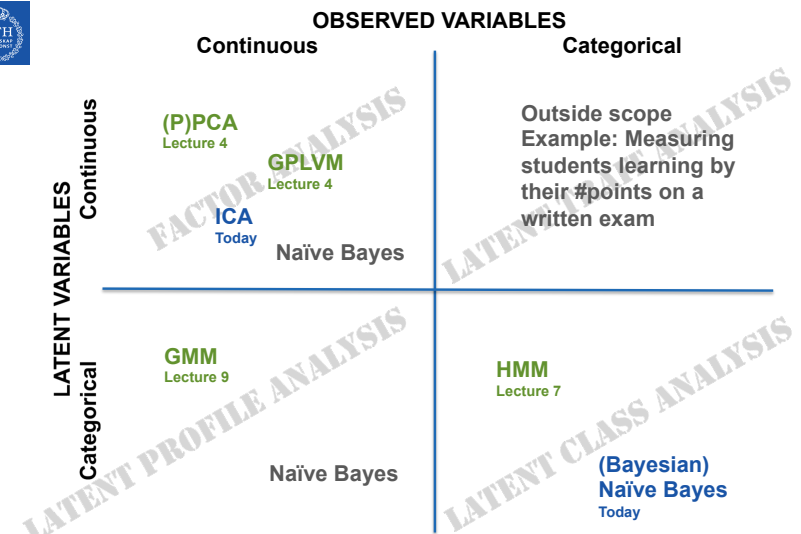 OBSERVED VARIABLES
Continuous
Categorical
LATENT VARIABLES
Continuous
Categorical
FACTOR ANALYSIS
(P)PCA
Lecture 4
GPLVM
Lecture 4
ICA
Today
Naïve Bayes
LATENT TRAIT ANALYSIS
Outside scope
Example: Measuring
students learning by
their #points on a
written exam
LATENT PROFILE ANALYSIS
GMM
Lecture 9
Naïve Bayes
LATENT CLASS ANALYSIS
HMM
Lecture 7
(Bayesian)
Naïve Bayes
Today